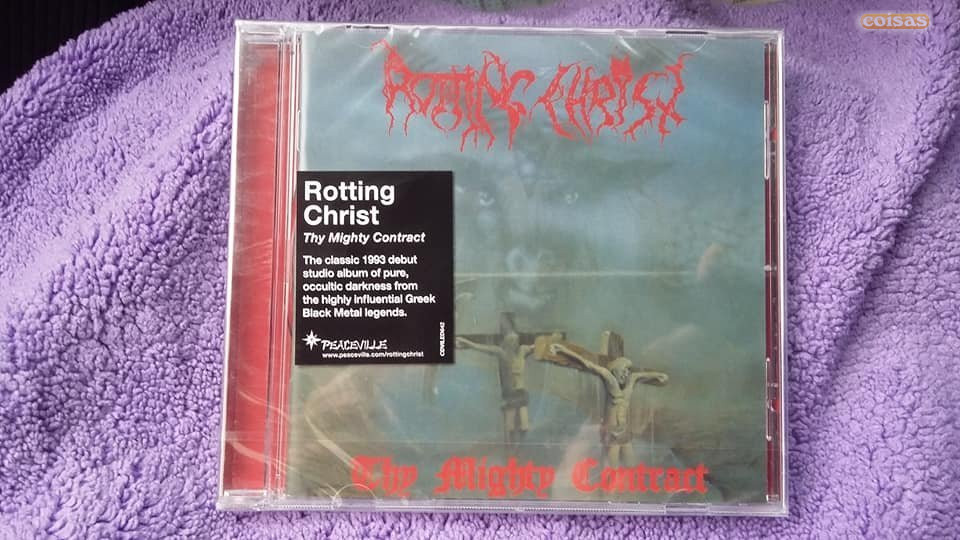 coisas
ROTTING CHRIST
Rotting
Christ
Thy Mighty Contract
The classic 1993 debut
studio album of pure,
occultic darkness from
the highly influential Greek
Black Metal legends.
PEACEVILLE
www.peaceville.com/rottingchrist
CDVILED642
Thy Mighty Contract